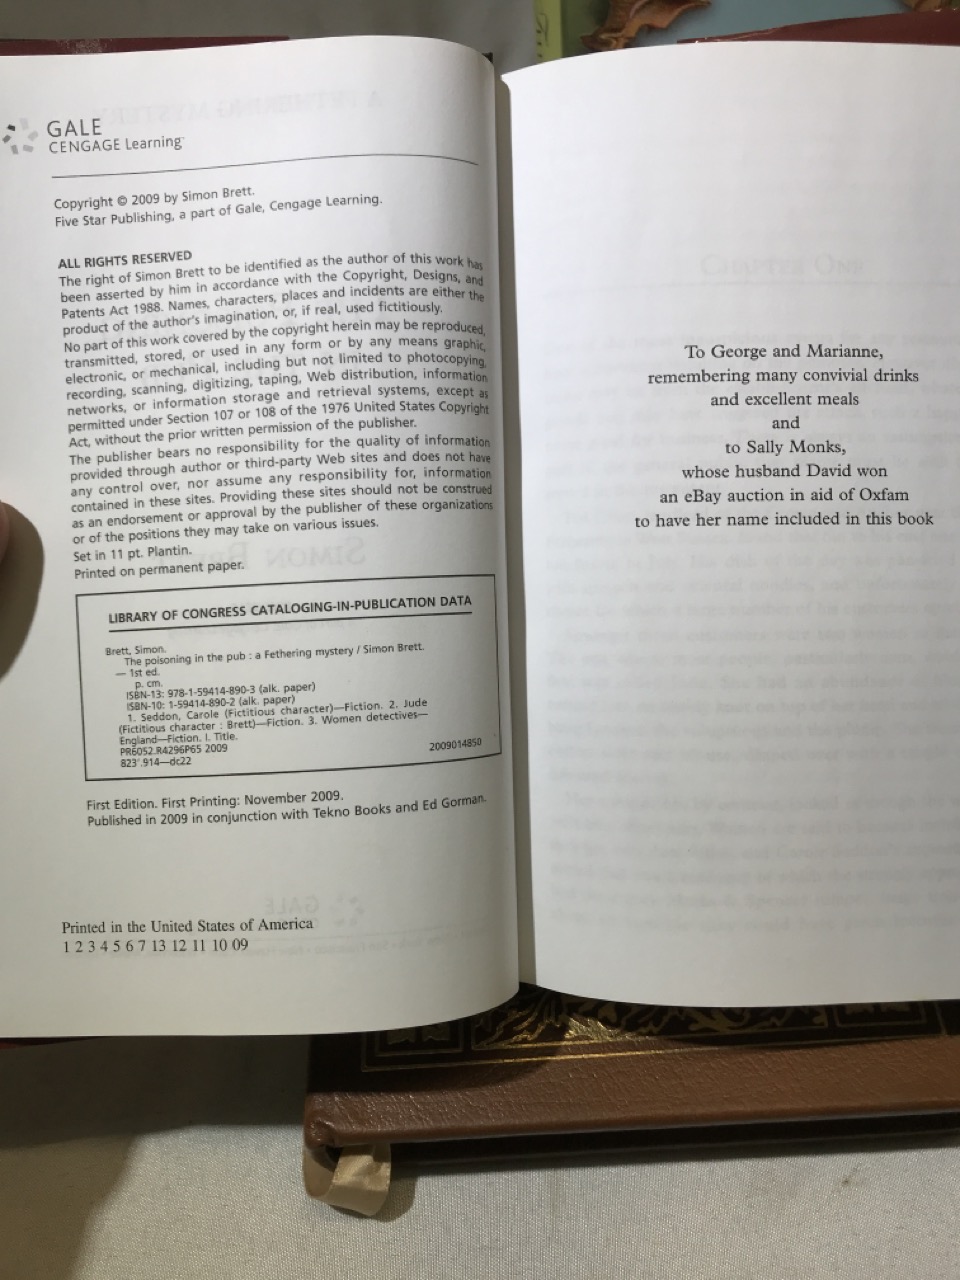 GALE
CENGAGE Learning™
Copyright © 2009 by Simon Brett.
Five Star Publishing, a part of Gale, Cengage Learning.
ALL RIGHTS RESERVED
The right of Simon Brett to be identified as the author of this work has
been asserted by him in accordance with the Copyright, Designs, and
Patents Act 1988. Names, characters, places and incidents are either the
product of the author's imagination, or, if real, used fictitiously.
No part of this work covered by the copyright herein may be reproduced,
transmitted, stored, or used in any form or by any means graphic,
electronic, or mechanical, including but not limited to photocopying,
recording, scanning, digitizing, taping, Web distribution, information
networks, or information storage and retrieval systems, except as
permitted under Section 107 or 108 of the 1976 United States Copyright
Act, without the prior written permission of the publisher.
The publisher bears no responsibility for the quality of information
provided through author or third-party Web sites and does not have
any control over, nor assume any responsibility for, information
contained in these sites. Providing these sites should not be construed
as an endorsement or approval by the publisher of these organizations
or of the positions they may take on various issues.
Set in 11 pt. Plantin.
Printed on permanent paper.
LIBRARY OF CONGRESS CATALOGING-IN-PUBLICATION DATA
Brett, Simon.
The poisoning in the pub : a Fethering mystery / Simon Brett.
— 1st ed.
p. cm.
ISBN-13: 978-1-59414-890-3 (alk. paper)
ISBN-10: 1-59414-890-2 (alk. paper)
1. Seddon, Carole (Fictitious character)—Fiction. 2. Jude
(Fictitious character : Brett)—Fiction. 3. Women detectives—
England—Fiction. I. Title.
PR6052.R4296P65 2009
823'.914—dc22 2009014850
First Edition. First Printing: November 2009.
Published in 2009 in conjunction with Tekno Books and Ed Gorman.
Printed in the United States of America
1 2 3 4 5 6 7 13 12 11 10 09
To George and Marianne,
remembering many convivial drinks
and excellent meals
and
to Sally Monks,
whose husband David won
an eBay auction in aid of Oxfam
to have her name included in this book